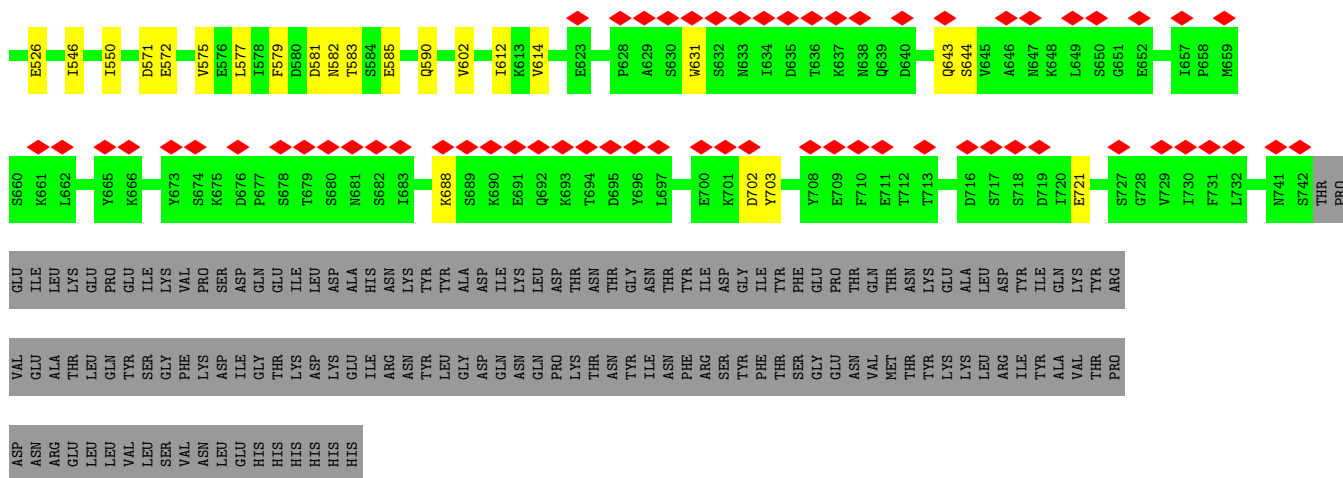 E526 I546 I550 D571 E572 V575 E576 L577 I578 F579 D580 D581 N582 T583 S584 E585 Q590 V602 I612 K613 V614 E623 P628 A629 S630 W631 S632 N633 I634 D635 T636 K637 N638 Q639 D640 Q643 S644 V645 A646 N647 K648 L649 S650 G651 E652 I657 P658 M659
S660 K661 L662 Y665 K666 Y673 S674 K675 D676 P677 S678 T679 S680 N681 S682 I683 K688 S689 K690 E691 Q692 K693 T694 D695 Y696 L697 E700 K701 D702 Y703 Y708 E709 F710 E711 T712 T713 D716 S717 S718 D719 I720 E721 S727 G728 V729 I730 F731 L732 N741 S742 THR PRO
GLU ILE LEU LYS GLU PRO GLU ILE LYS VAL PRO SER ASP GLN GLU ILE LEU ASP ALA HIS ASN LYS TYR TYR ALA ASP ILE LYS LEU ASP THR ASN THR GLY ASN THR TYR ILE ASP GLY ILE TYR PHE GLU PRO THR GLN THR ASN LYS GLU ALA LEU ASP TYR ILE GLN LYS TYR ARG
VAL GLU ALA THR LEU GLN TYR SER GLY PHE LYS ASP ILE GLY THR LYS ASP LYS GLU ILE ARG ASN TYR LEU GLY ASP GLN ASN GLN PRO LYS THR ASN TYR ILE ASN PHE ARG SER TYR PHE THR SER GLY GLU ASN VAL MET THR TYR LYS LYS LEU ARG ILE TYR ALA VAL THR PRO
ASP ASN ARG GLU LEU LEU VAL LEU SER VAL ASN LEU GLU HIS HIS HIS HIS HIS HIS